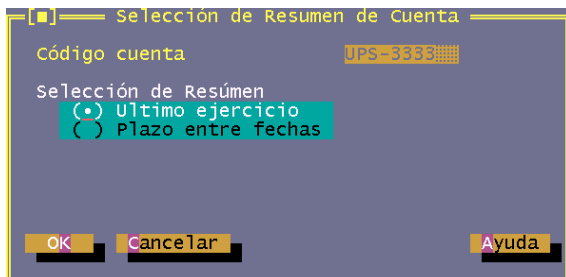 [■] Selección de Resumen de Cuenta
Código cuenta UPS-3333
Selección de Resúmen
(•) Ultimo ejercicio
( ) Plazo entre fechas
OK Cancelar Ayuda